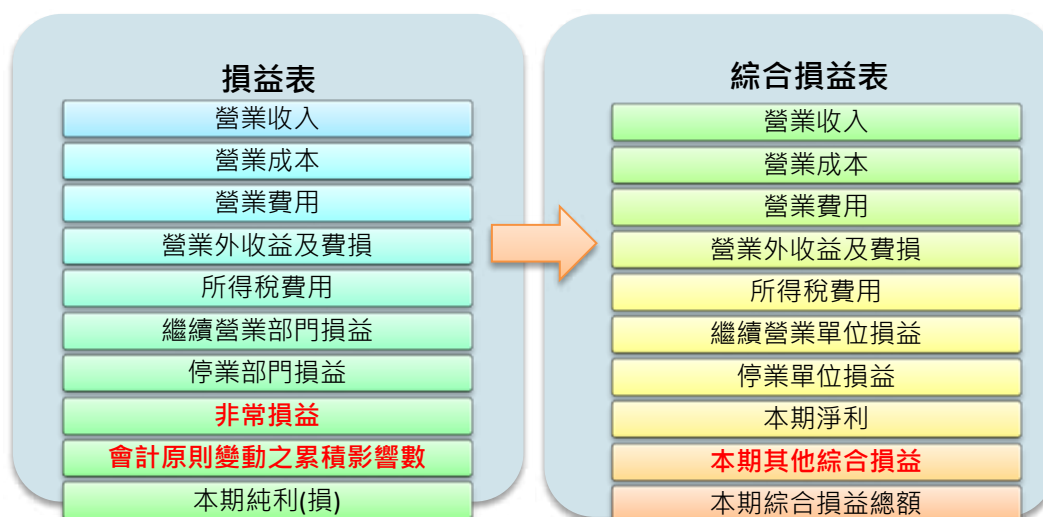 損益表
營業收入
營業成本
營業費用
營業外收益及費損
所得稅費用
繼續營業部門損益
停業部門損益
非常損益
會計原則變動之累積影響數
本期純利(損)
綜合損益表
營業收入
營業成本
營業費用
營業外收益及費損
所得稅費用
繼續營業單位損益
停業單位損益
本期淨利
本期其他綜合損益
本期綜合損益總額